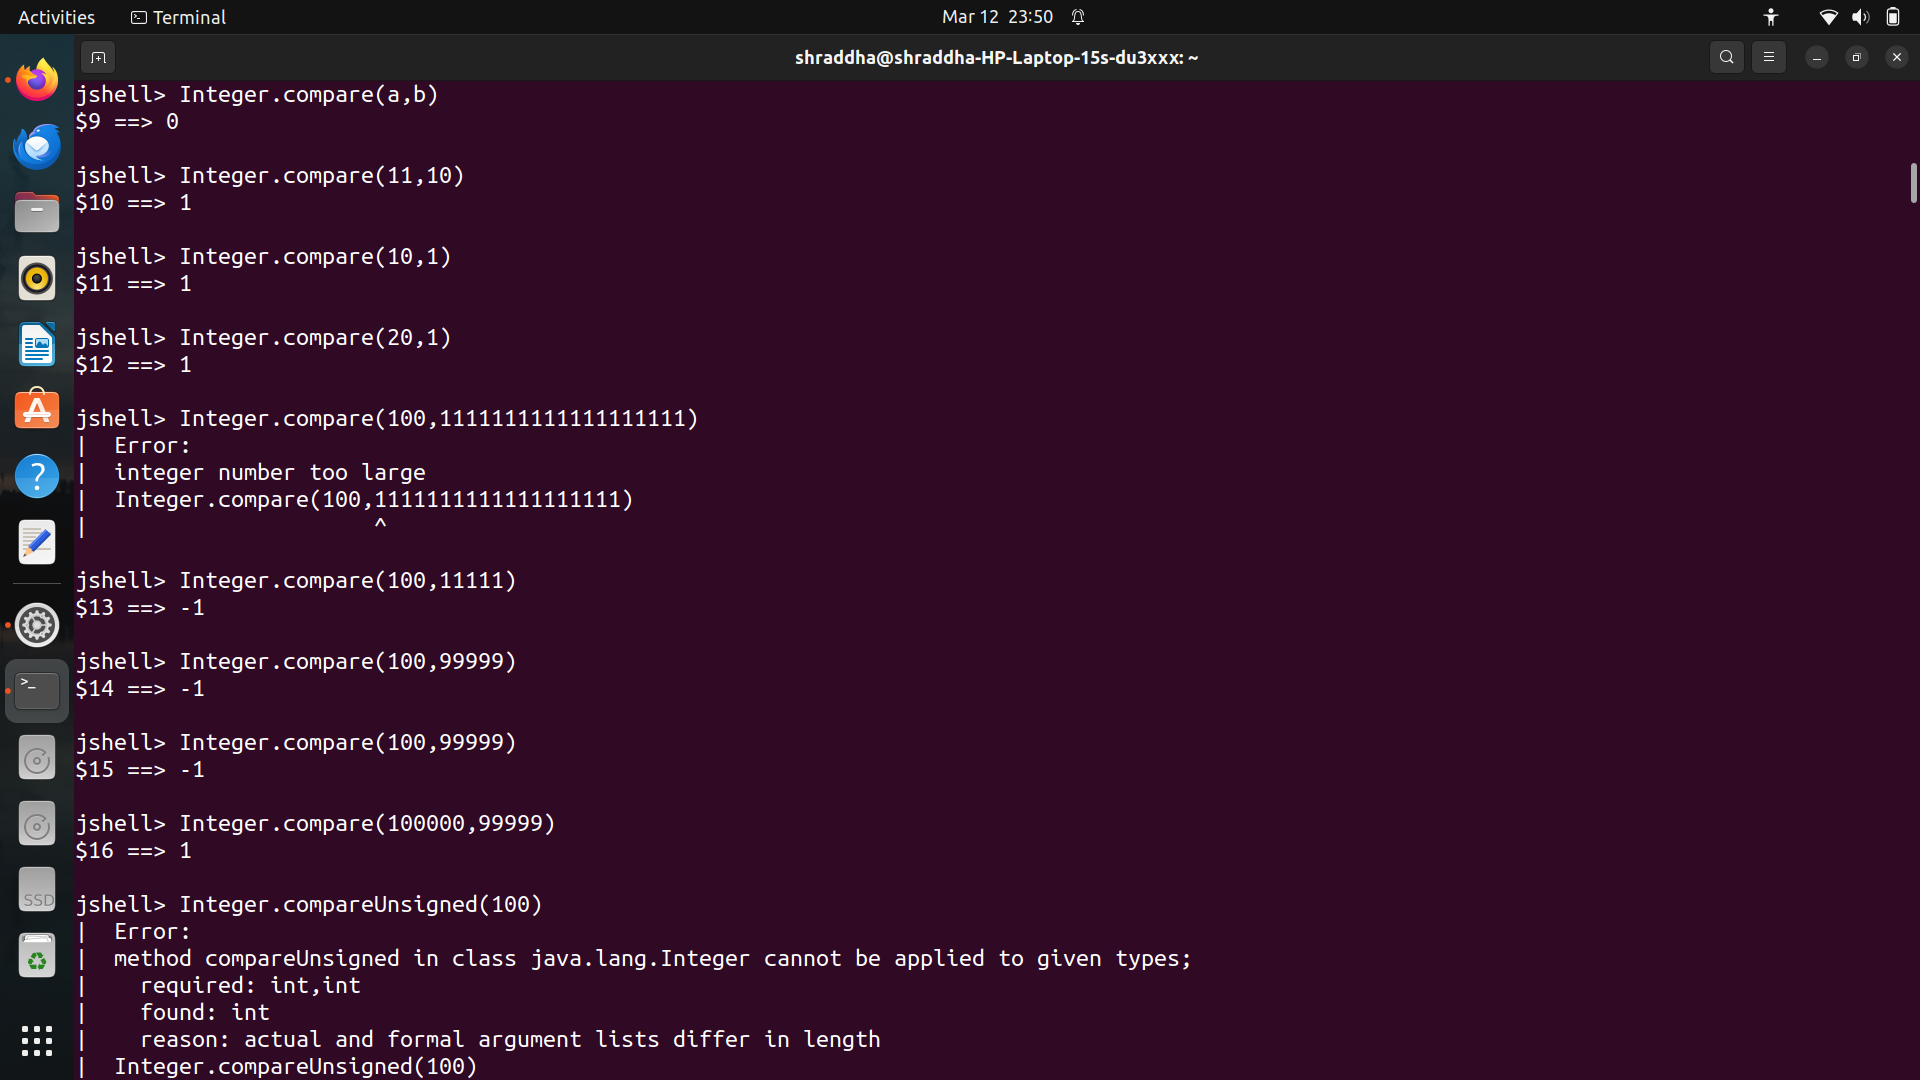 Activities
Terminal
Mar 12 23:50
shraddha@shraddha-HP-Laptop-15s-du3xxx: ~
jshell> Integer.compare(a,b)
$9 ==> 0
jshell> Integer.compare(11,10)
$10 ==> 1
jshell> Integer.compare(10,1)
$11 ==> 1
jshell> Integer.compare(20,1)
$12 ==> 1
jshell> Integer.compare(100,1111111111111111111)
|  Error:
|  integer number too large
|  Integer.compare(100,1111111111111111111)
|                      ^
jshell> Integer.compare(100,11111)
$13 ==> -1
jshell> Integer.compare(100,99999)
$14 ==> -1
jshell> Integer.compare(100,99999)
$15 ==> -1
jshell> Integer.compare(100000,99999)
$16 ==> 1
jshell> Integer.compareUnsigned(100)
|  Error:
|  method compareUnsigned in class java.lang.Integer cannot be applied to given types;
|    required: int,int
|    found: int
|    reason: actual and formal argument lists differ in length
|  Integer.compareUnsigned(100)
SSD